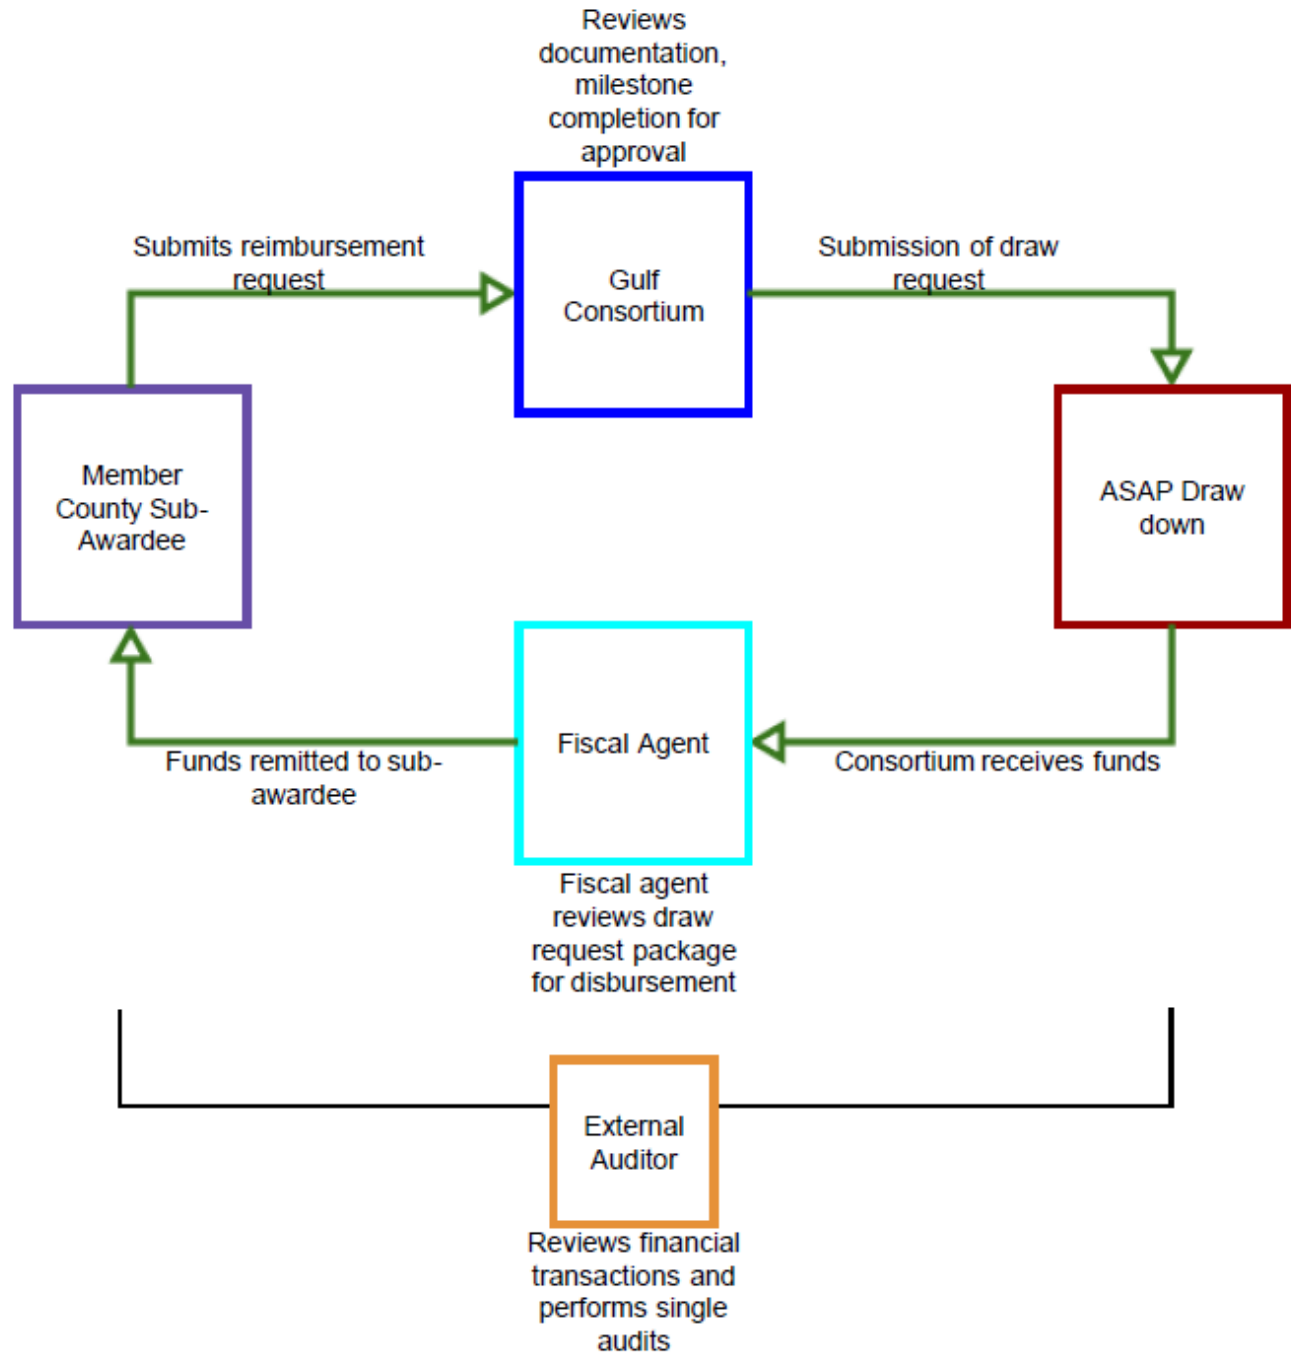 Reviews
documentation,
milestone
completion for
approval
Submits reimbursement
request
Gulf
Consortium
Submission of draw
request
Member
County Sub-
Awardee
ASAP Draw
down
Fiscal Agent
Funds remitted to sub-
awardee
Consortium receives funds
Fiscal agent
reviews draw
request package
for disbursement
External
Auditor
Reviews financial
transactions and
performs single
audits